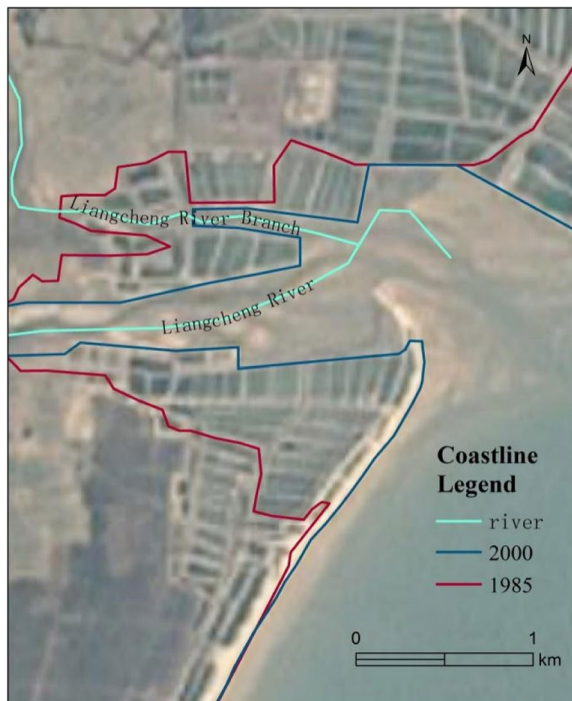 N
Liangcheng River Branch
Liangcheng River
Coastline
Legend
river
2000
1985
0 1
km